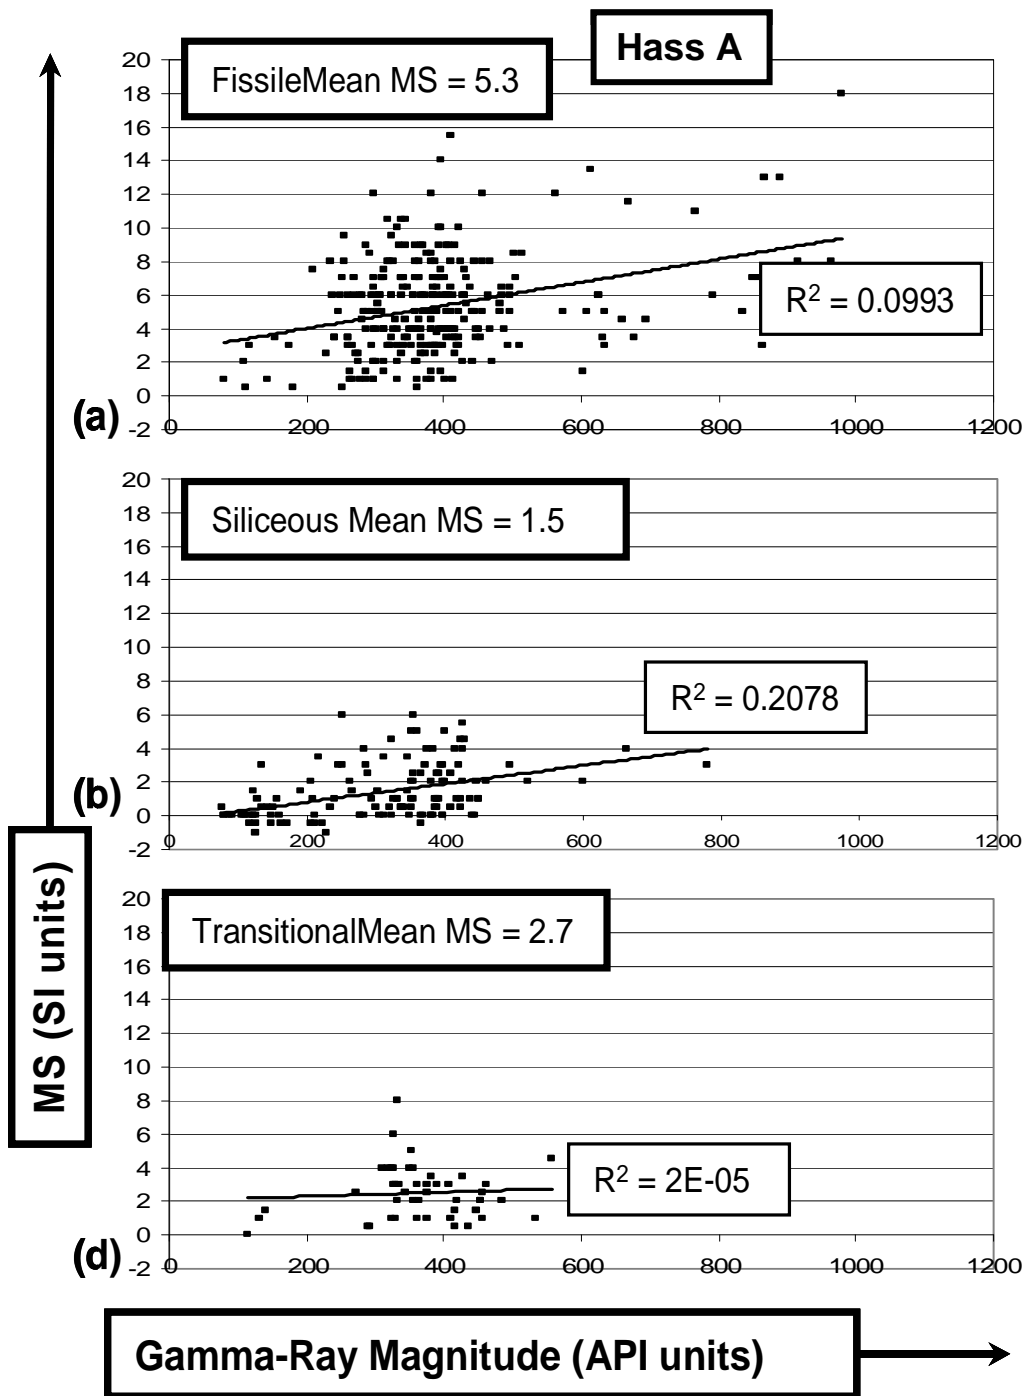 Hass A
FissileMean MS = 5.3
20
18
16
14
12
10
8
6
4
2
0
-2
R² = 0.0993
(a)
0 200 400 600 800 1000 1200
Siliceous Mean MS = 1.5
20
18
16
14
12
10
8
6
4
2
0
-2
R² = 0.2078
(b)
0 200 400 600 800 1000 1200
TransitionalMean MS = 2.7
20
18
16
14
12
10
8
6
4
2
0
-2
R² = 2E-05
(d)
0 200 400 600 800 1000 1200
MS (SI units)
Gamma-Ray Magnitude (API units)